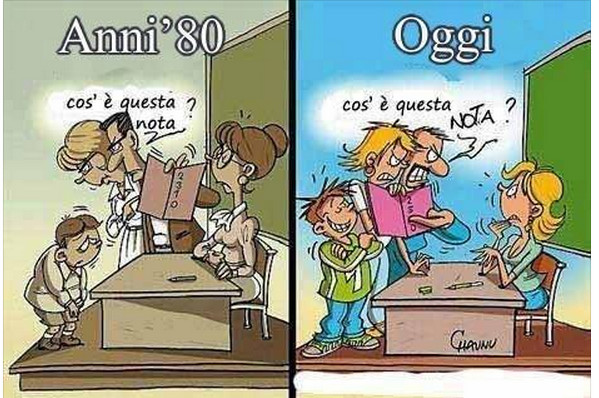 Anni'80
Oggi
cos' è questa
nota ?
cos' è questa
NOTA ?
CHAUNU